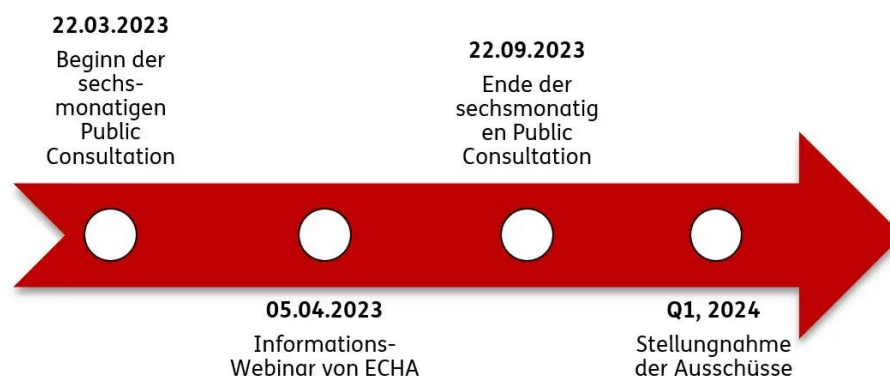 22.03.2023
Beginn der
sechs-
monatigen
Public
Consultation
22.09.2023
Ende der
sechsmonatig
en Public
Consultation
05.04.2023
Informations-
Webinar von ECHA
Q1, 2024
Stellungnahme
der Ausschüsse